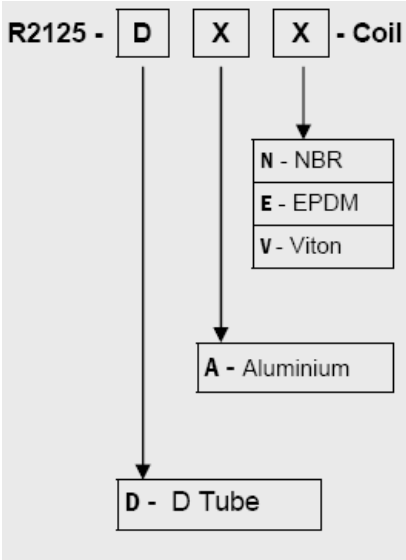 R2125 - D X X - Coil
N - NBR
E - EPDM
V - Viton
A - Aluminium
D - D Tube